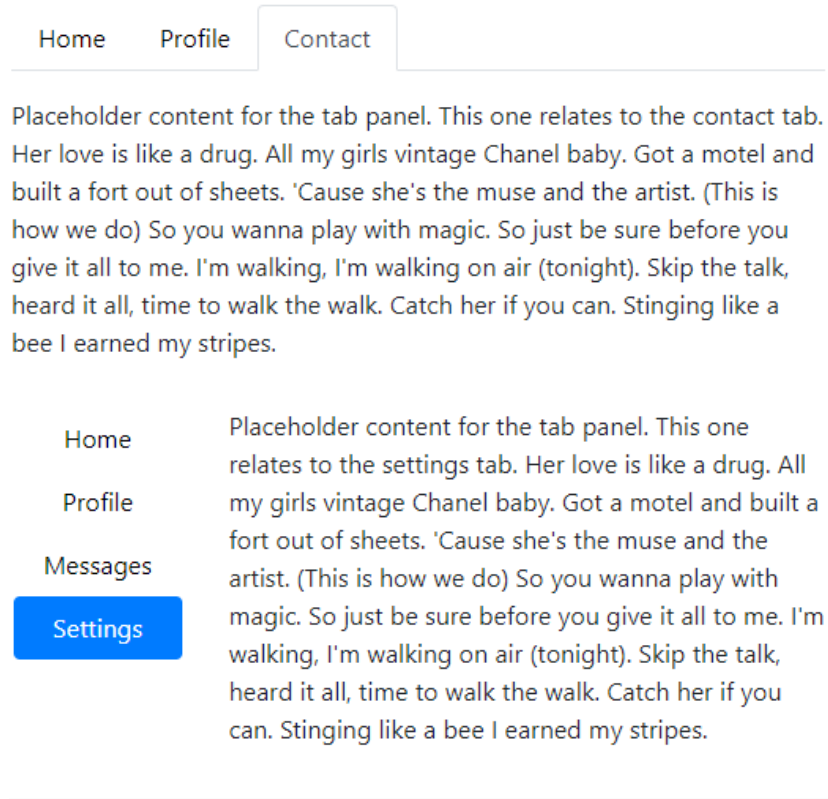 Home Profile Contact
Placeholder content for the tab panel. This one relates to the contact tab.
Her love is like a drug. All my girls vintage Chanel baby. Got a motel and
built a fort out of sheets. 'Cause she's the muse and the artist. (This is
how we do) So you wanna play with magic. So just be sure before you
give it all to me. I'm walking, I'm walking on air (tonight). Skip the talk,
heard it all, time to walk the walk. Catch her if you can. Stinging like a
bee I earned my stripes.
Home
Profile
Messages
Settings
Placeholder content for the tab panel. This one
relates to the settings tab. Her love is like a drug. All
my girls vintage Chanel baby. Got a motel and built a
fort out of sheets. 'Cause she's the muse and the
artist. (This is how we do) So you wanna play with
magic. So just be sure before you give it all to me. I'm
walking, I'm walking on air (tonight). Skip the talk,
heard it all, time to walk the walk. Catch her if you
can. Stinging like a bee I earned my stripes.